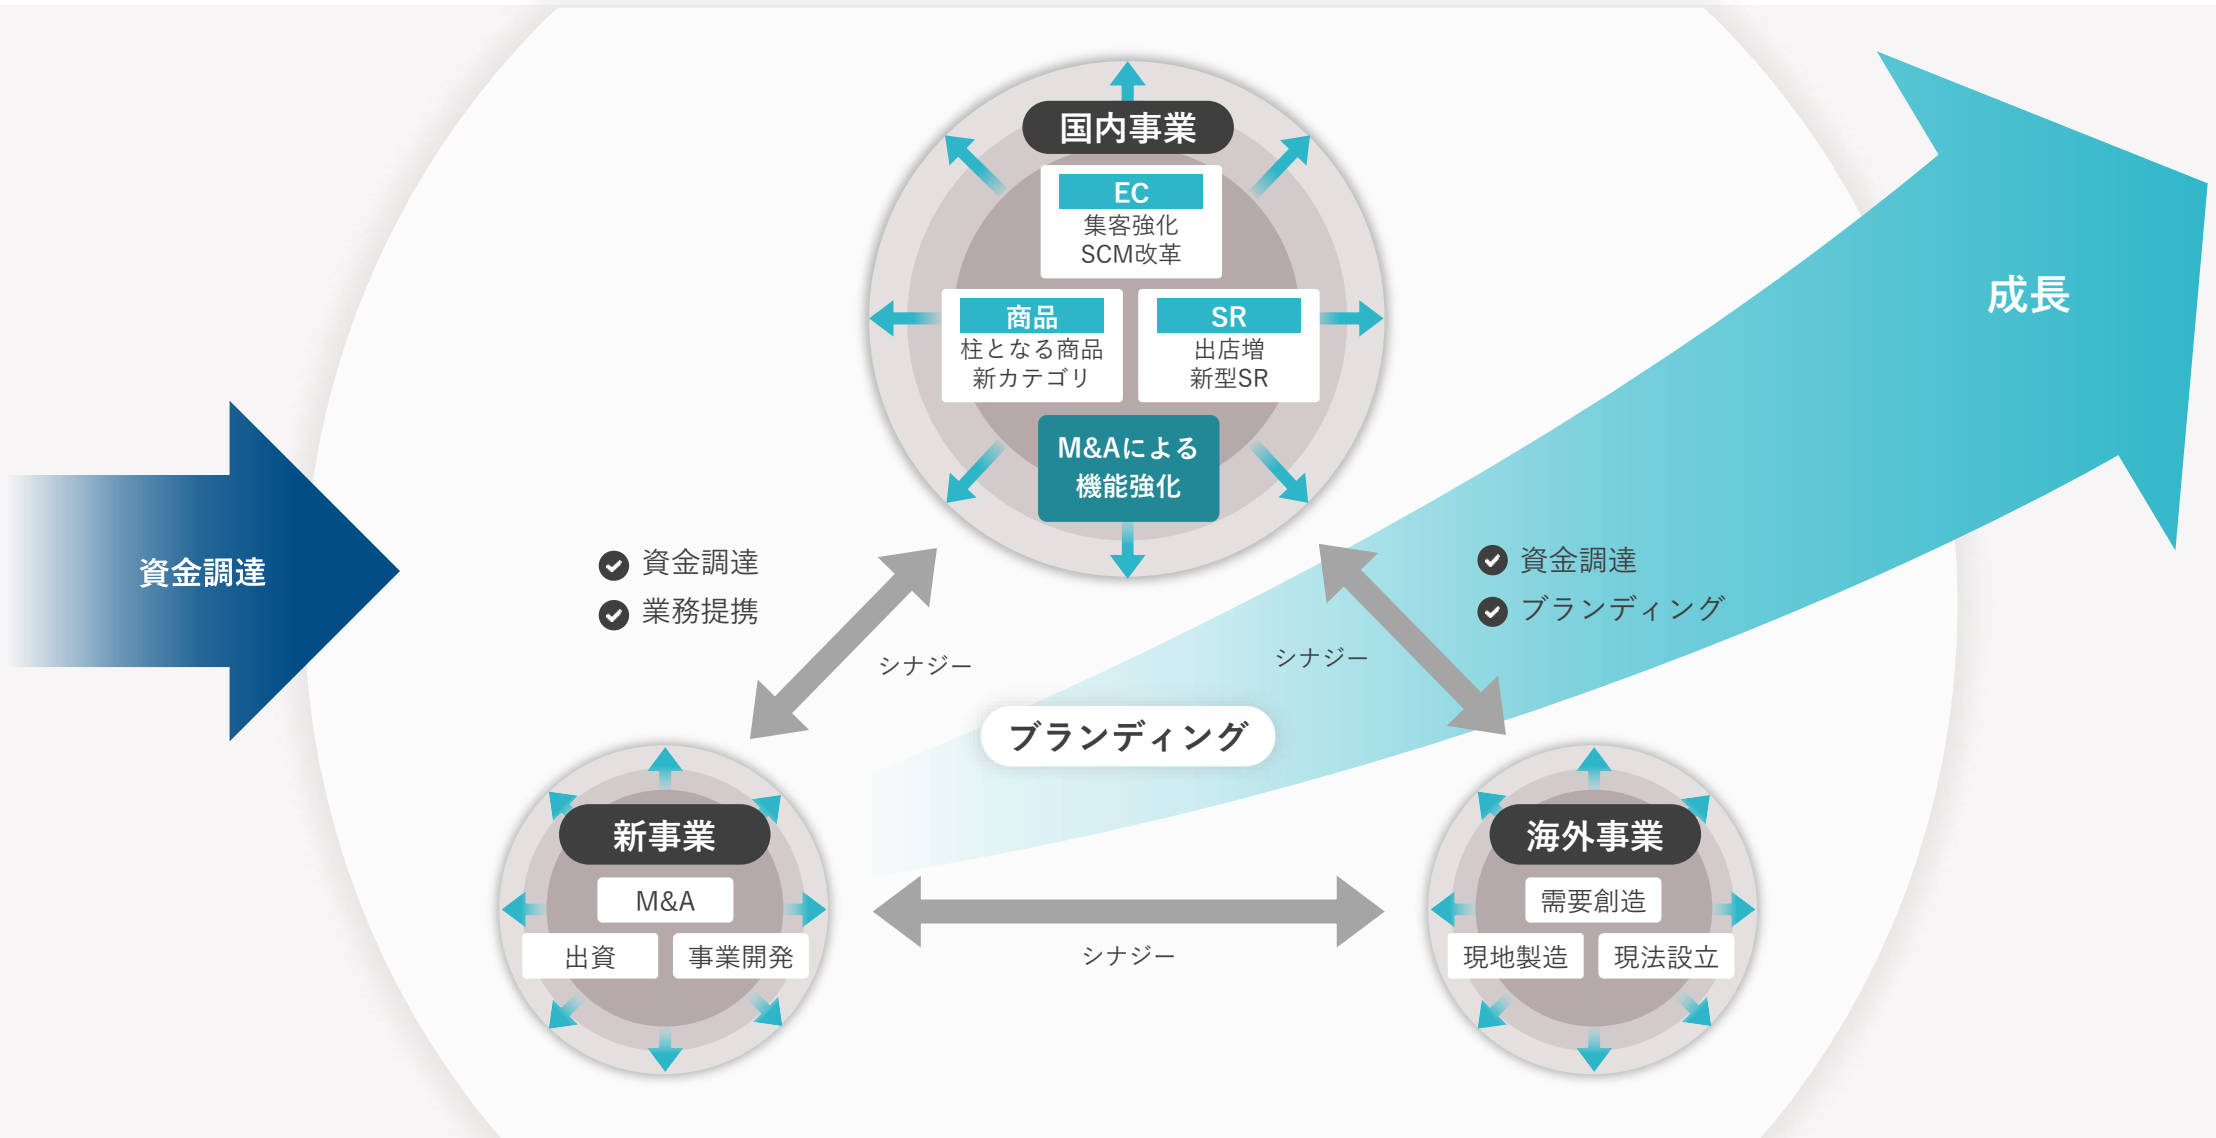 国内事業
EC
集客強化
SCM改革
商品
柱となる商品
新カテゴリ
SR
出店増
新型SR
M&Aによる
機能強化
成長
資金調達
資金調達
業務提携
シナジー
資金調達
ブランディング
シナジー
ブランディング
新事業
M&A
出資
事業開発
シナジー
海外事業
需要創造
現地製造
現法設立